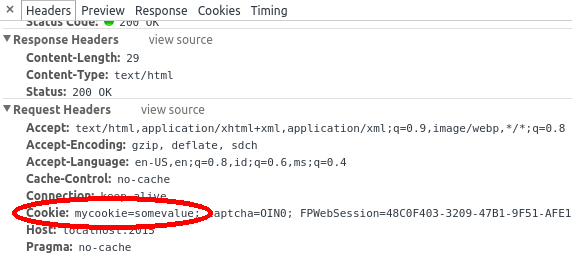 Headers Preview Response Cookies Timing
Status Code: 200 OK
Response Headers view source
Content-Length: 29
Content-Type: text/html
Status: 200 OK
Request Headers view source
Accept: text/html,application/xhtml+xml,application/xml;q=0.9,image/webp,*/*;q=0.8
Accept-Encoding: gzip, deflate, sdch
Accept-Language: en-US,en;q=0.8,id;q=0.6,ms;q=0.4
Cache-Control: no-cache
Connection: keep-alive
Cookie: mycookie=somevalue; captcha=OIN0; FPWebSession=48C0F403-3209-47B1-9F51-AFE1
Host: localhost:2015
Pragma: no-cache